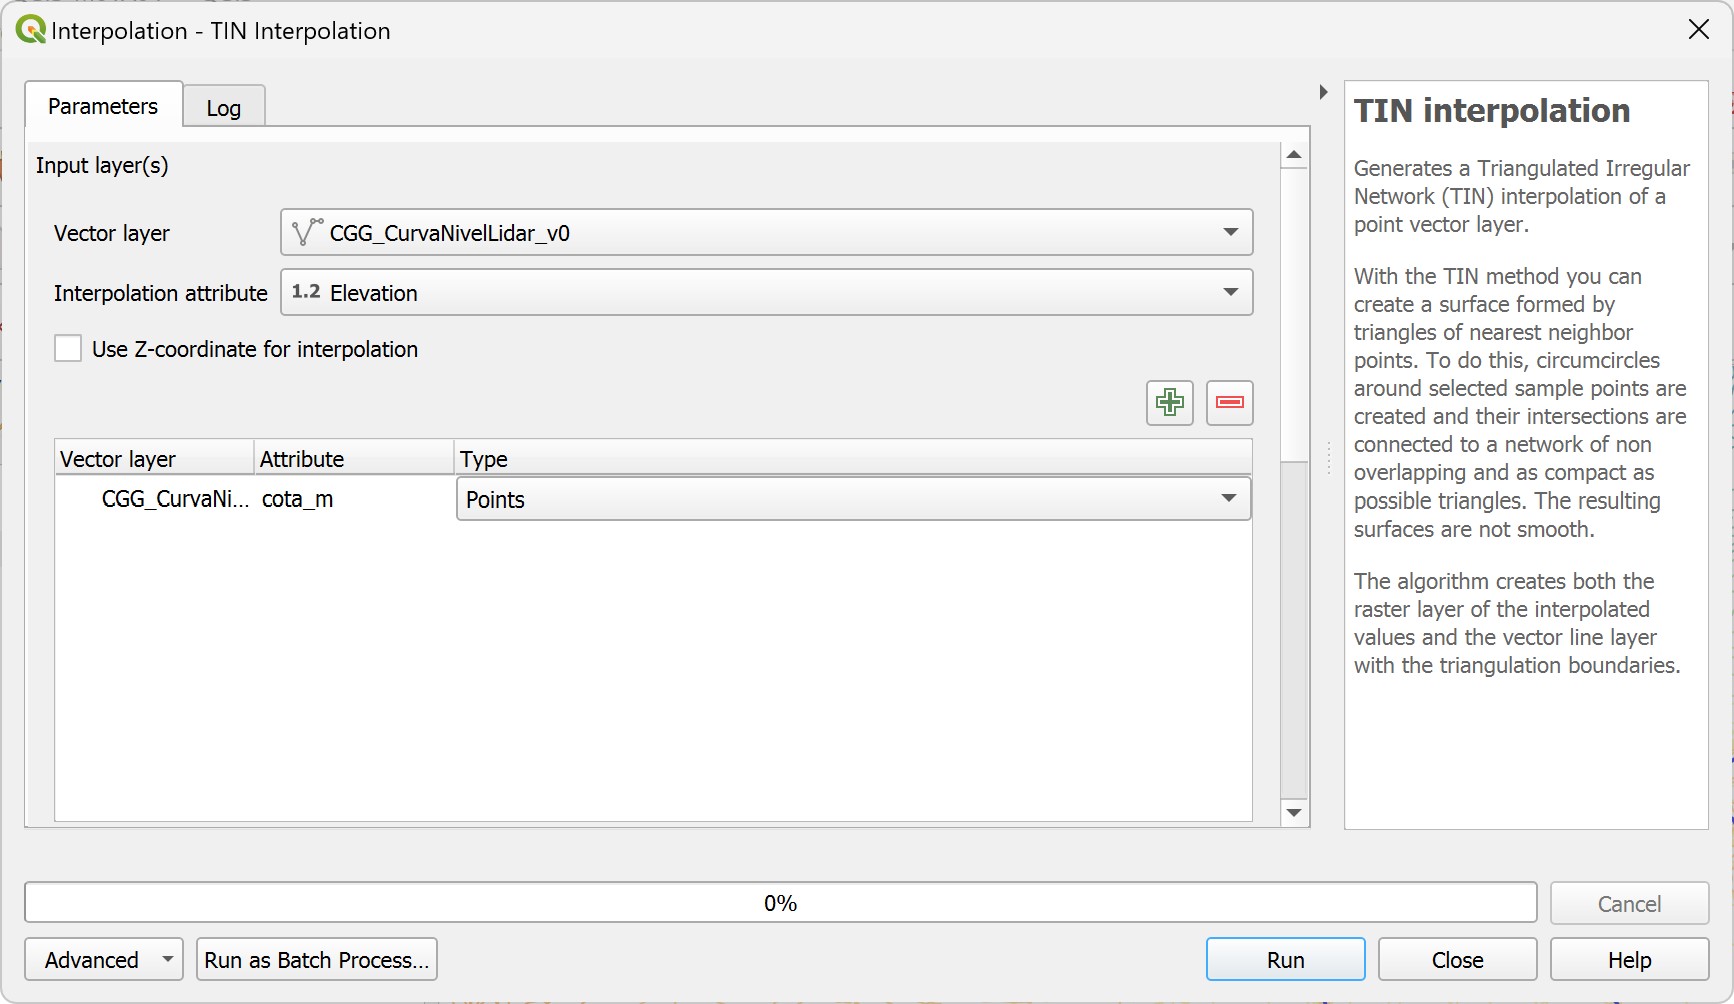 Interpolation - TIN Interpolation
Parameters
Log
Input layer(s)
Vector layer
CGG_CurvaNivelLidar_v0
Interpolation attribute
1.2 Elevation
Use Z-coordinate for interpolation
Vector layer
Attribute
Type
CGG_CurvaNi...
cota_m
Points
TIN interpolation
Generates a Triangulated Irregular
Network (TIN) interpolation of a
point vector layer.
With the TIN method you can
create a surface formed by
triangles of nearest neighbor
points. To do this, circumcircles
around selected sample points are
created and their intersections are
connected to a network of non
overlapping and as compact as
possible triangles. The resulting
surfaces are not smooth.
The algorithm creates both the
raster layer of the interpolated
values and the vector line layer
with the triangulation boundaries.
0%
Cancel
Advanced
Run as Batch Process...
Run
Close
Help